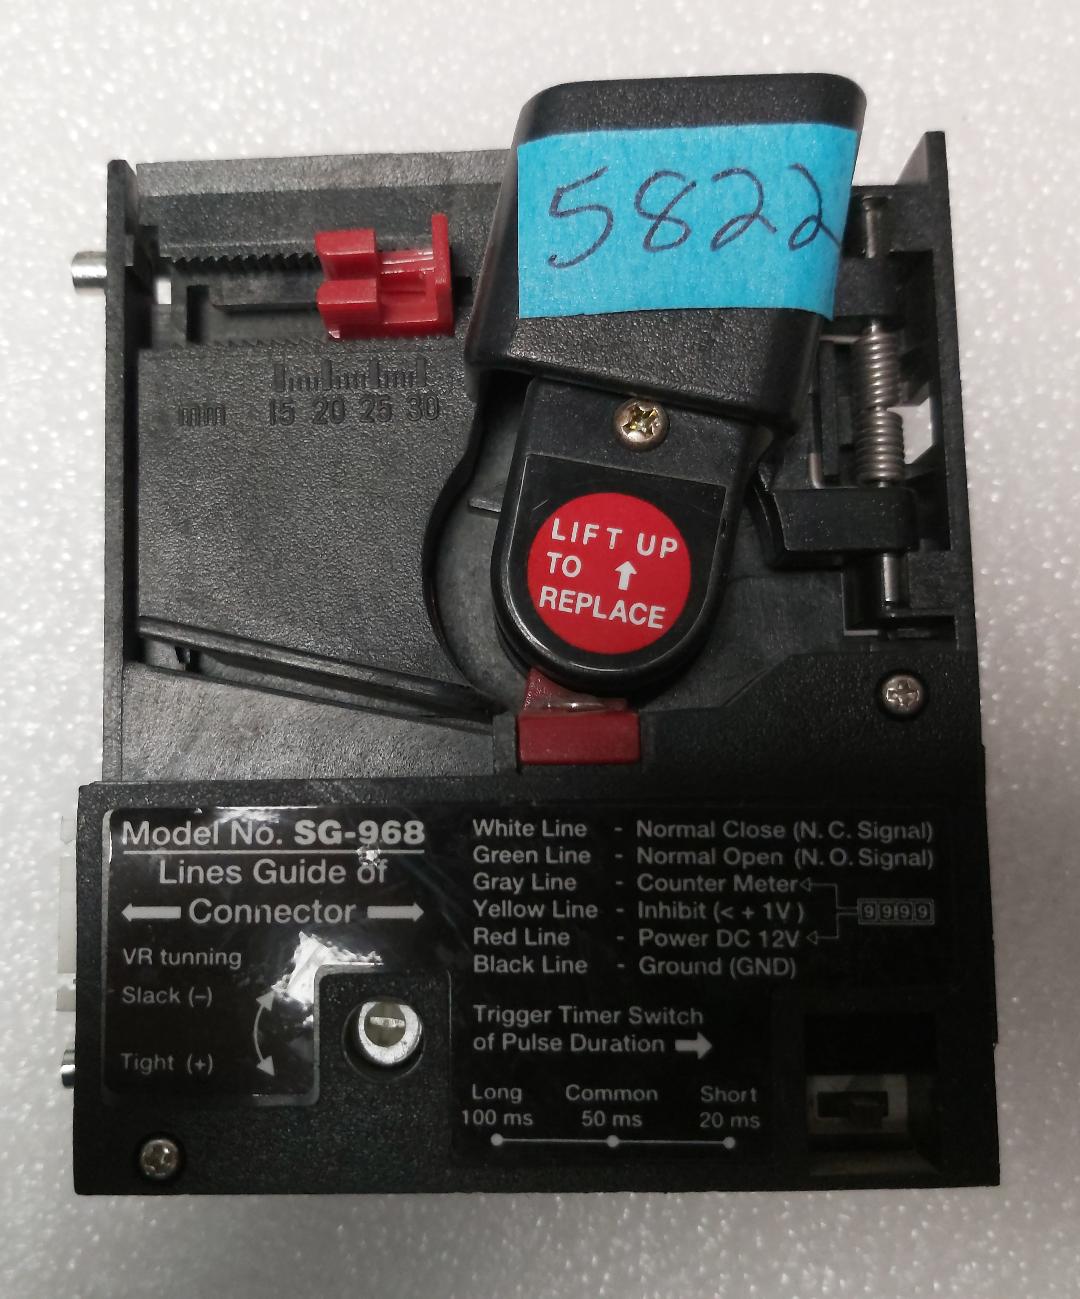 5822
mm 15 20 25 30
LIFT UP
TO ↑
REPLACE
Model No. SG-968
Lines Guide of
Connector
VR tunning
Slack (–)
Tight (+)
White Line - Normal Close (N. C. Signal)
Green Line - Normal Open (N. O. Signal)
Gray Line - Counter Meter
Yellow Line - Inhibit (< + 1V) 9999
Red Line - Power DC 12V
Black Line - Ground (GND)
Trigger Timer Switch
of Pulse Duration
Long Common Short
100 ms 50 ms 20 ms